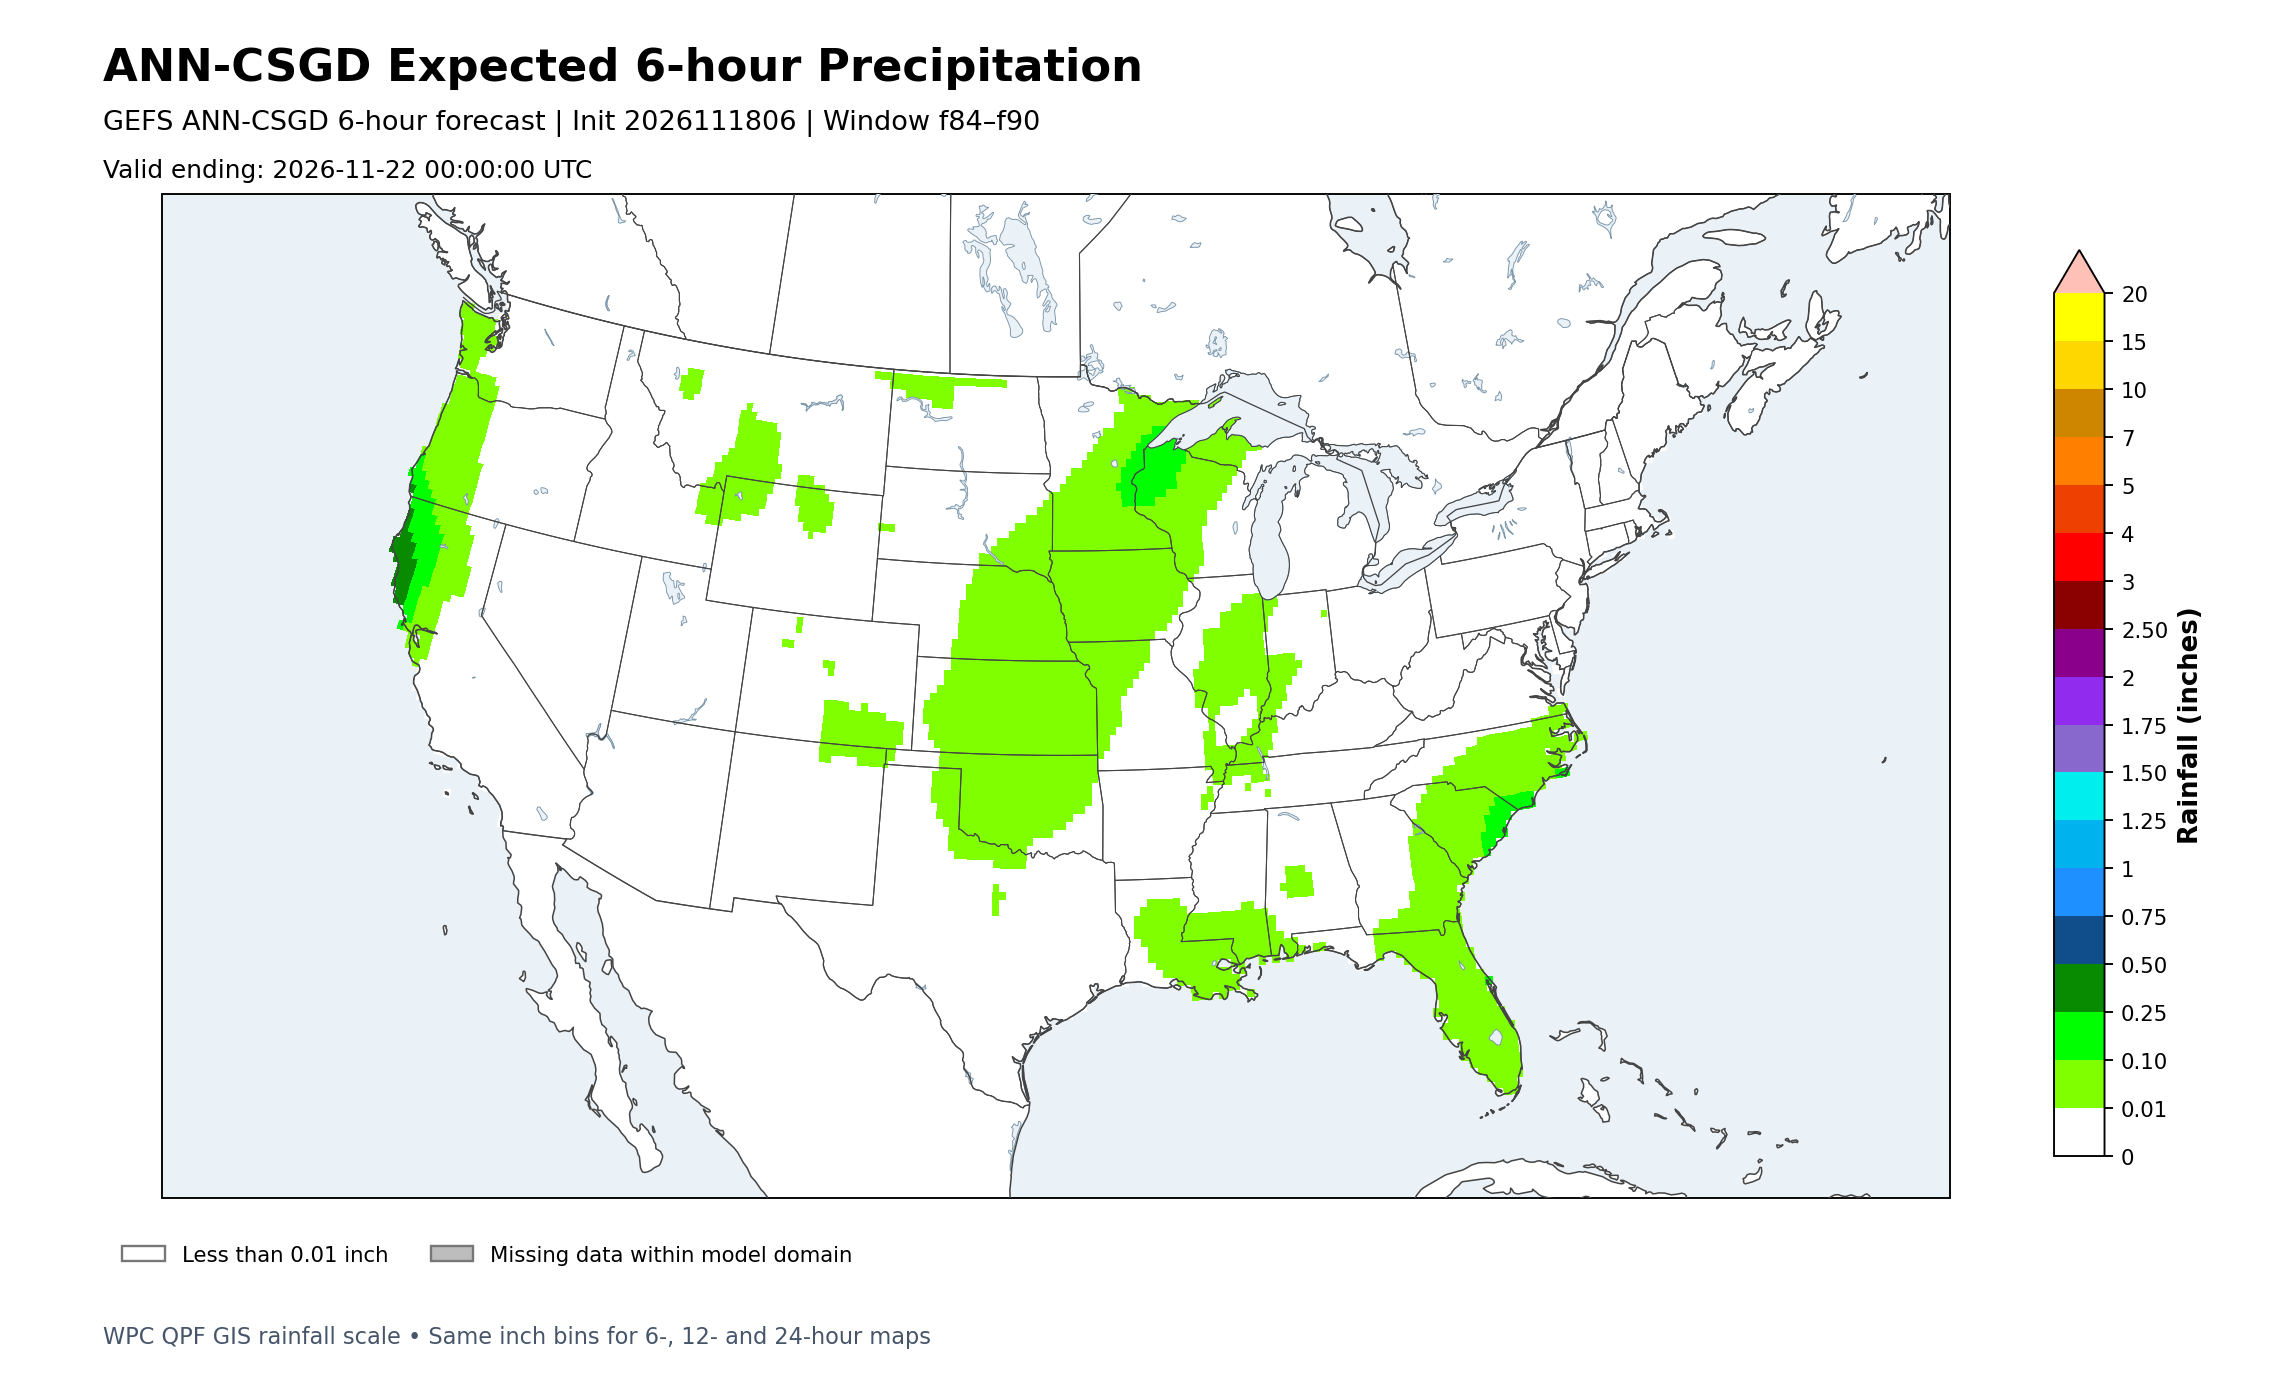 ANN-CSGD Expected 6-hour Precipitation
GEFS ANN-CSGD 6-hour forecast | Init 2026111806 | Window f84–f90
Valid ending: 2026-11-22 00:00:00 UTC
20
15
10
7
5
4
3
2.50
2
1.75
1.50
1.25
1
0.75
0.50
0.25
0.10
0.01
0
Rainfall (inches)
Less than 0.01 inch
Missing data within model domain
WPC QPF GIS rainfall scale • Same inch bins for 6-, 12- and 24-hour maps